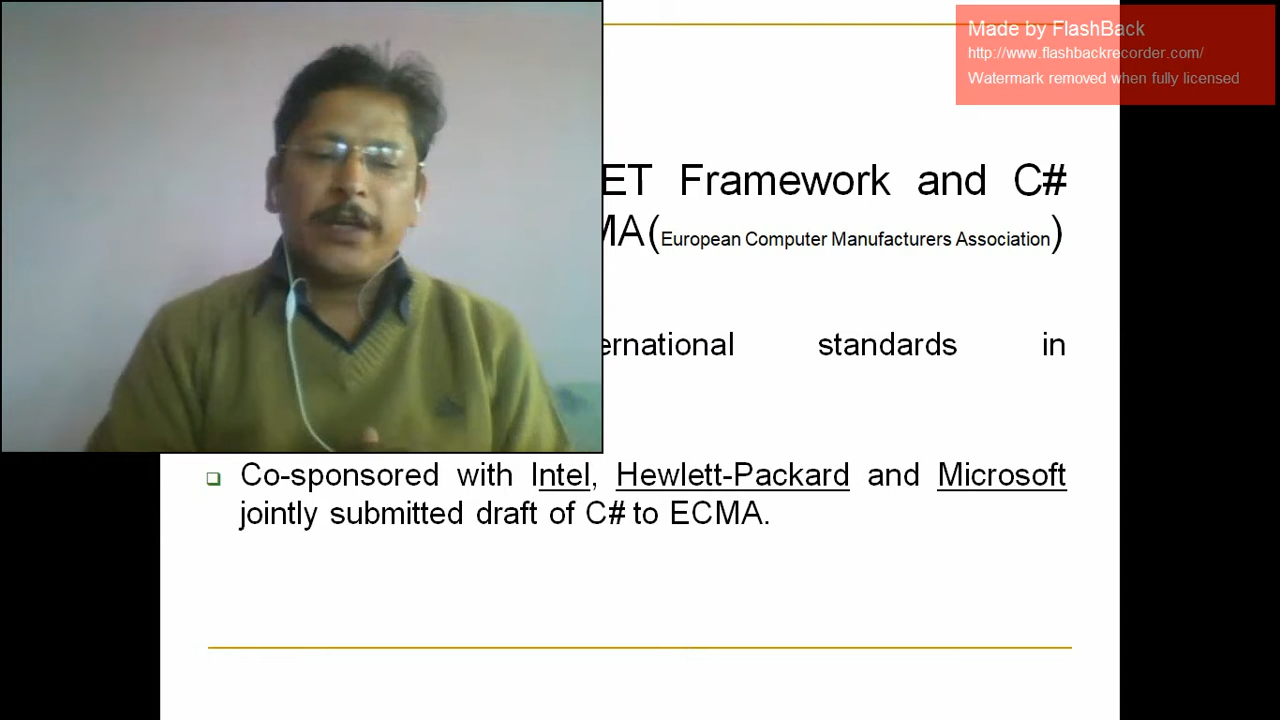 Made by FlashBack
http://www.flashbackrecorder.com/
Watermark removed when fully licensed
ET Framework and C#
MA(European Computer Manufacturers Association)
ernational standards in
Co-sponsored with Intel, Hewlett-Packard and Microsoft
jointly submitted draft of C# to ECMA.